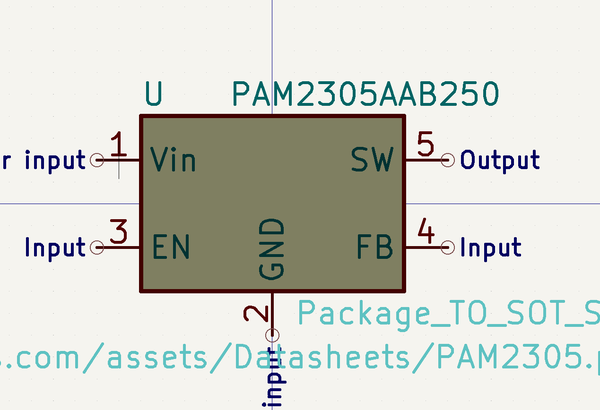 U PAM2305AAB250
r input 1 Vin SW 5 Output
Input 3 EN FB 4 Input
GND
2 Package_TO_SOT_S
.com/assets/Datasheets/PAM2305.p
input